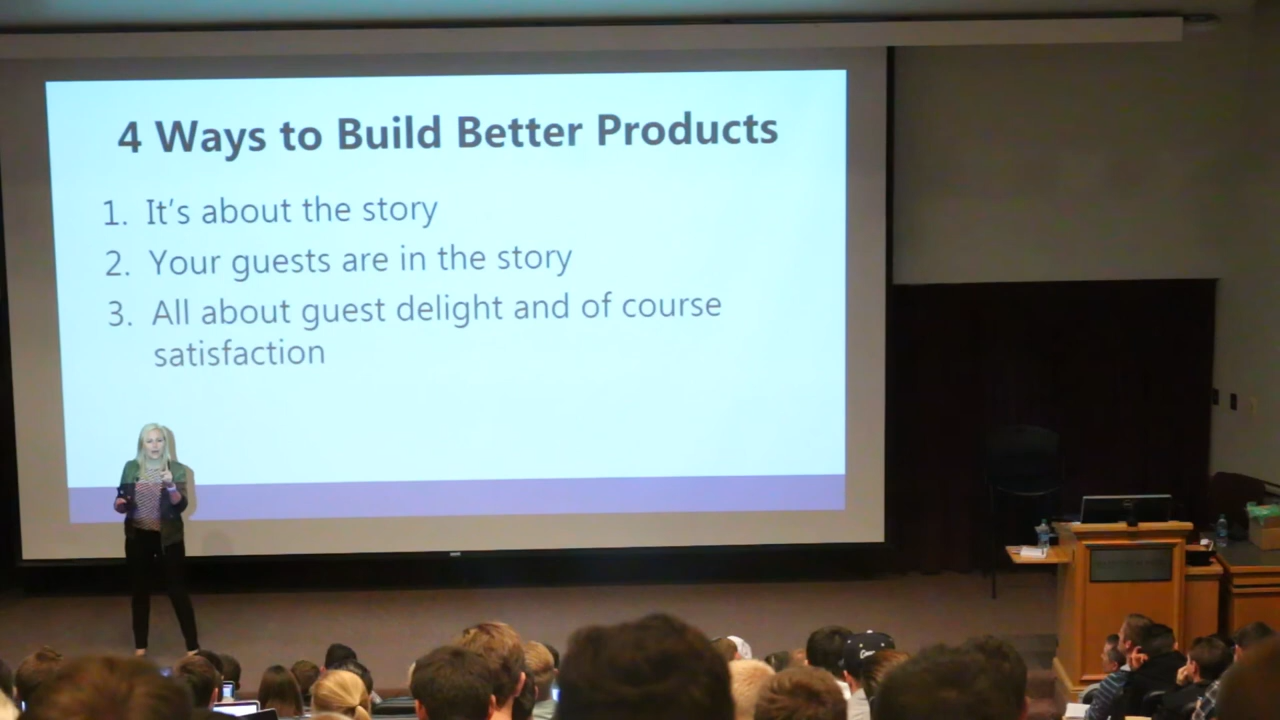 4 Ways to Build Better Products
1. It's about the story
2. Your guests are in the story
3. All about guest delight and of course
satisfaction